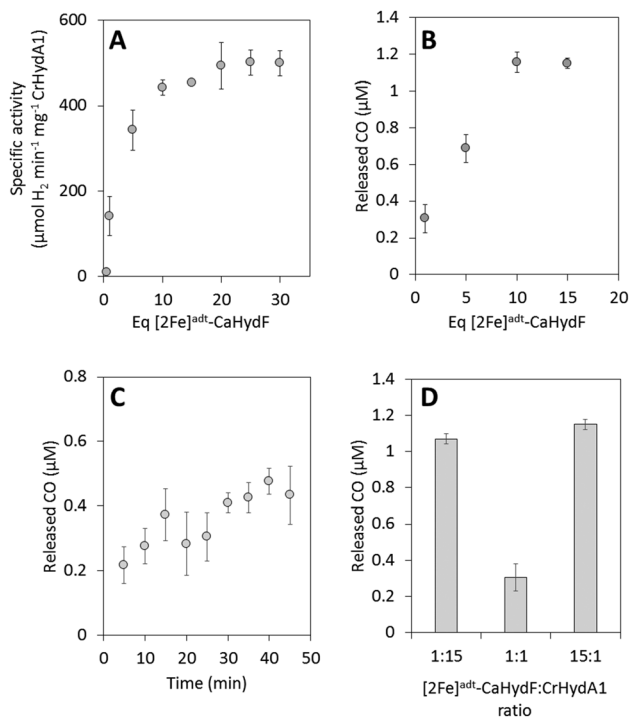 A
600
400
200
0
0 10 20 30
Specific activity
(µmol H₂ min⁻¹ mg⁻¹ CrHydA1)
Eq [2Fe]ᵃᵈᵗ-CaHydF
B
1.4
1.2
1
0.8
0.6
0.4
0.2
0
0 5 10 15 20
Released CO (µM)
Eq [2Fe]ᵃᵈᵗ-CaHydF
C
0.8
0.6
0.4
0.2
0
0 10 20 30 40 50
Released CO (µM)
Time (min)
D
1.4
1.2
1
0.8
0.6
0.4
0.2
0
1:15 1:1 15:1
Released CO (µM)
[2Fe]ᵃᵈᵗ-CaHydF:CrHydA1
ratio